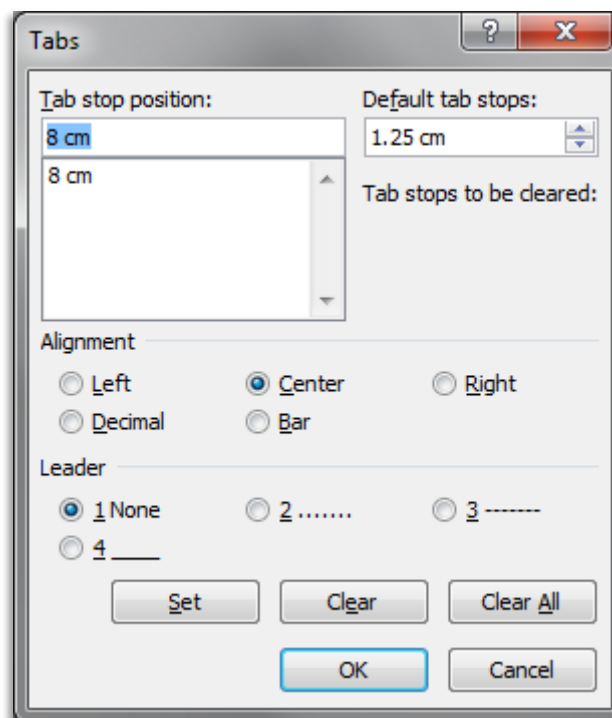 Tabs
?
Tab stop position:
Default tab stops:
8 cm
1.25 cm
8 cm
Tab stops to be cleared:
Alignment
Left
Center
Right
Decimal
Bar
Leader
1 None
2 .......
3 -------
4 ____
Set
Clear
Clear All
OK
Cancel